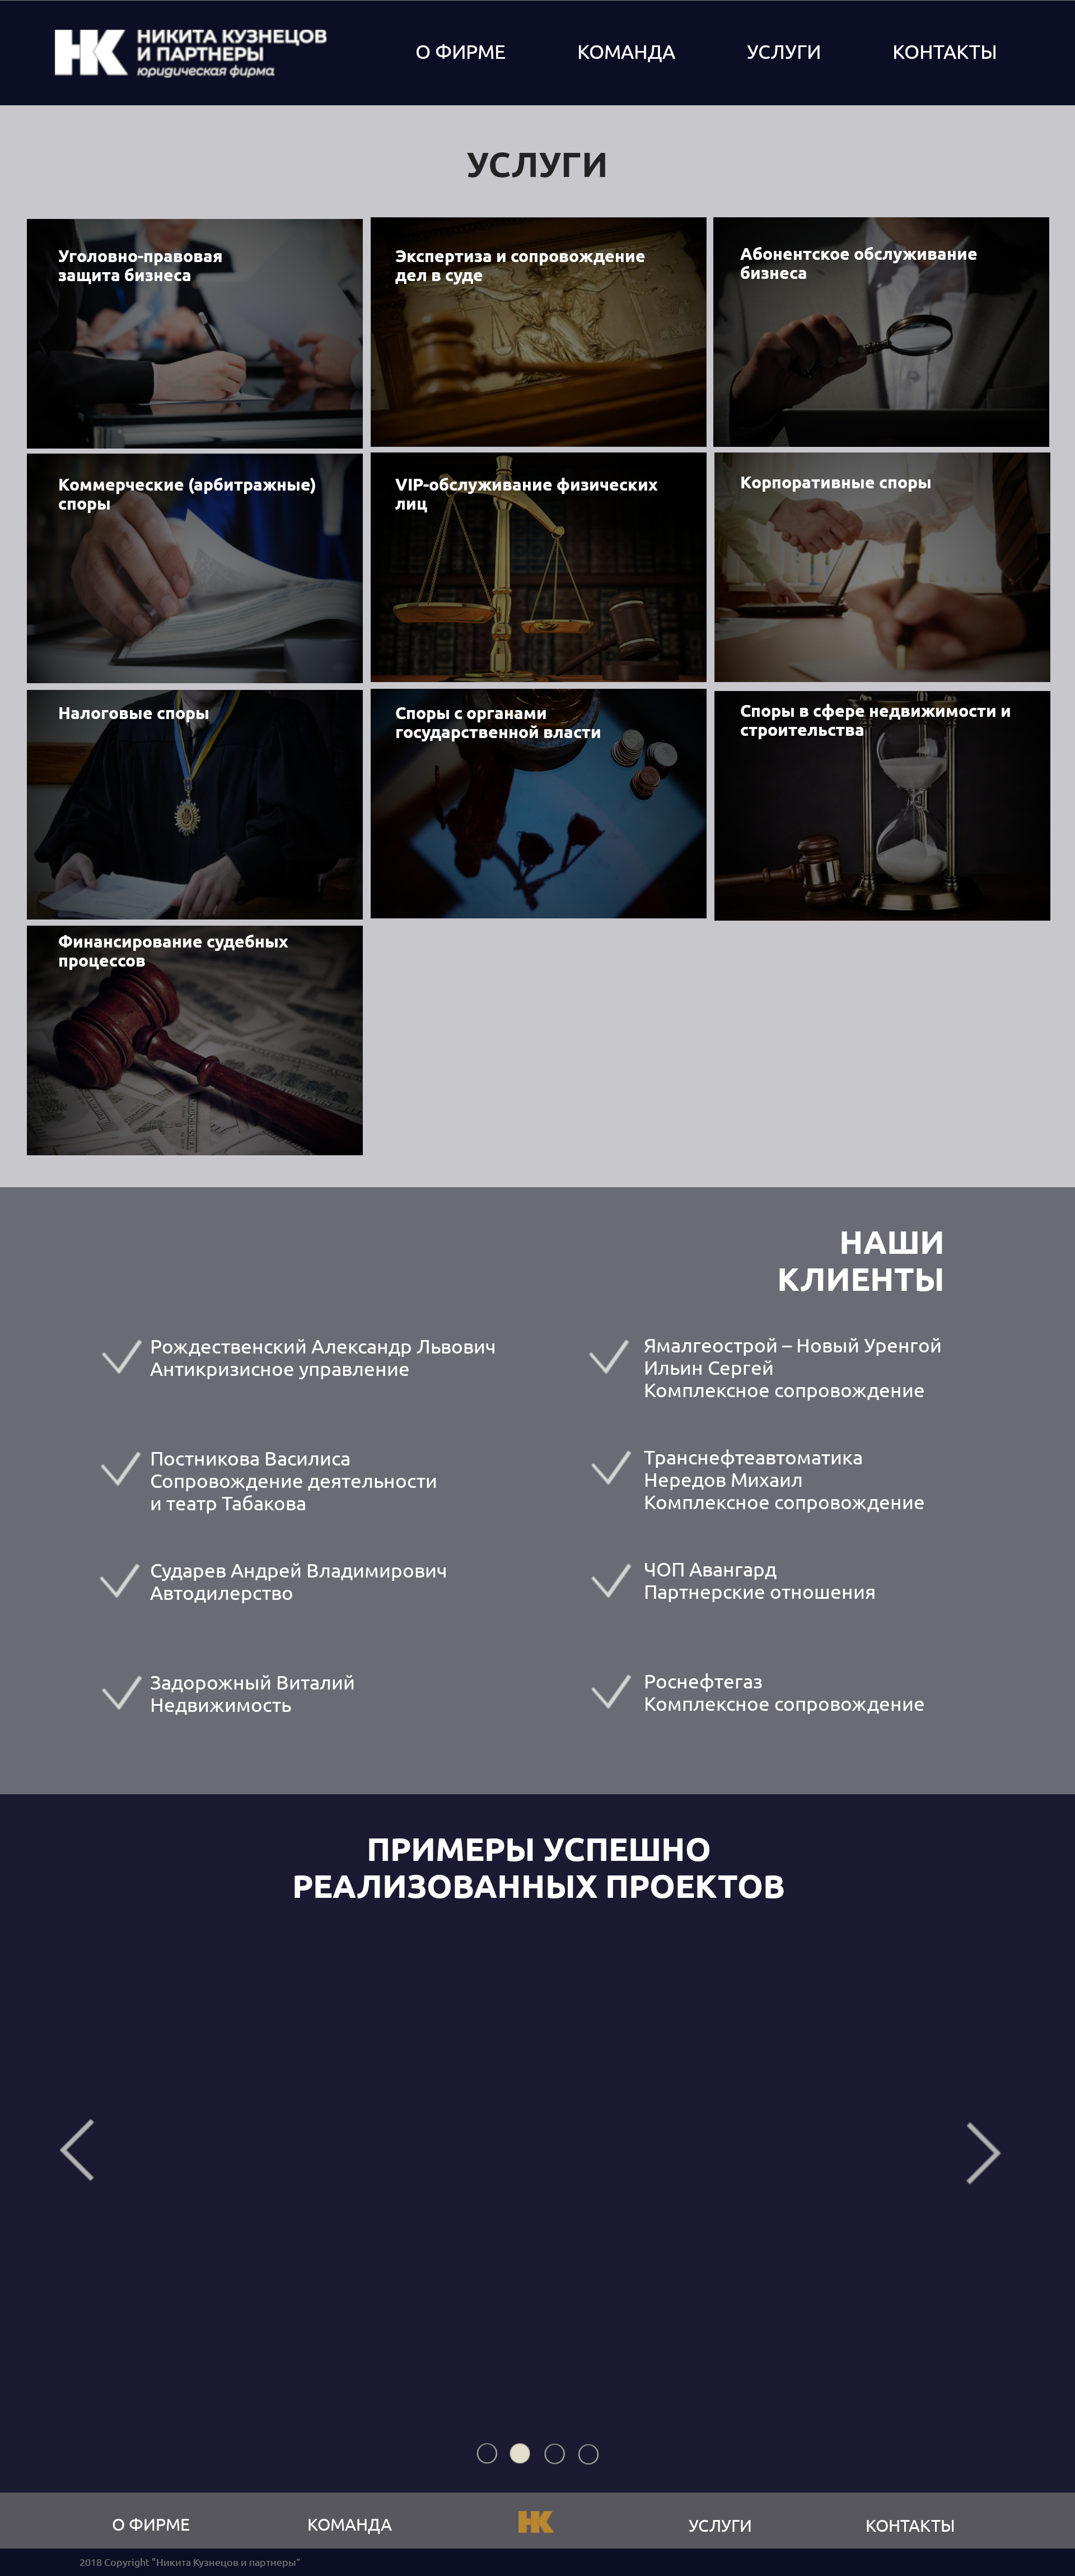 НК
НИКИТА КУЗНЕЦОВ
И ПАРТНЕРЫ
юридическая фирма
О ФИРМЕ КОМАНДА УСЛУГИ КОНТАКТЫ
УСЛУГИ
Уголовно-правовая
защита бизнеса
Экспертиза и сопровождение
дел в суде
Абонентское обслуживание
бизнеса
Коммерческие (арбитражные)
споры
VIP-обслуживание физических
лиц
Корпоративные споры
Налоговые споры
Споры с органами
государственной власти
Споры в сфере недвижимости и
строительства
Финансирование судебных
процессов
НАШИ
КЛИЕНТЫ
Рождественский Александр Львович
Антикризисное управление
Ямалгеострой – Новый Уренгой
Ильин Сергей
Комплексное сопровождение
Постникова Василиса
Сопровождение деятельности
и театр Табакова
Транснефтеавтоматика
Нередов Михаил
Комплексное сопровождение
Сударев Андрей Владимирович
Автодилерство
ЧОП Авангард
Партнерские отношения
Задорожный Виталий
Недвижимость
Роснефтегаз
Комплексное сопровождение
ПРИМЕРЫ УСПЕШНО
РЕАЛИЗОВАННЫХ ПРОЕКТОВ
О ФИРМЕ КОМАНДА НК УСЛУГИ КОНТАКТЫ
2018 Copyright "Никита Кузнецов и партнеры"